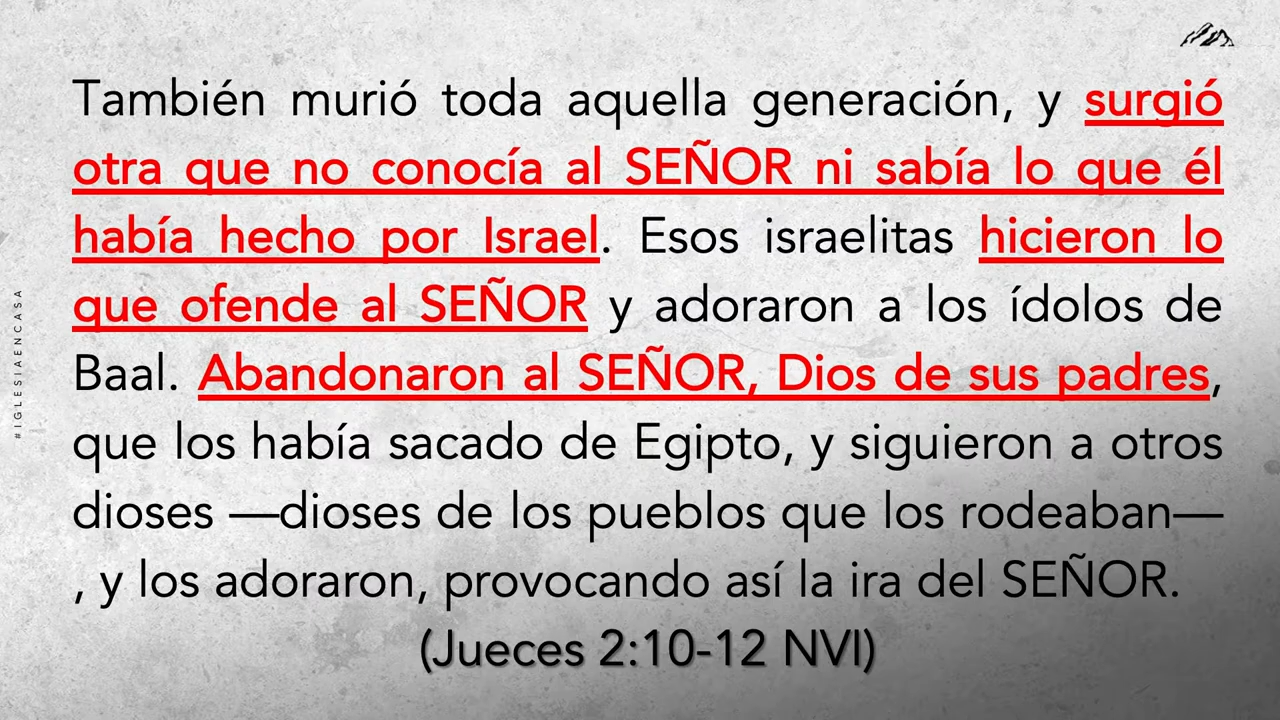 También murió toda aquella generación, y surgió
otra que no conocía al SEÑOR ni sabía lo que él
había hecho por Israel. Esos israelitas hicieron lo
que ofende al SEÑOR y adoraron a los ídolos de
Baal. Abandonaron al SEÑOR, Dios de sus padres,
que los había sacado de Egipto, y siguieron a otros
dioses —dioses de los pueblos que los rodeaban—
, y los adoraron, provocando así la ira del SEÑOR.
(Jueces 2:10-12 NVI)
#IGLESIAENCASA